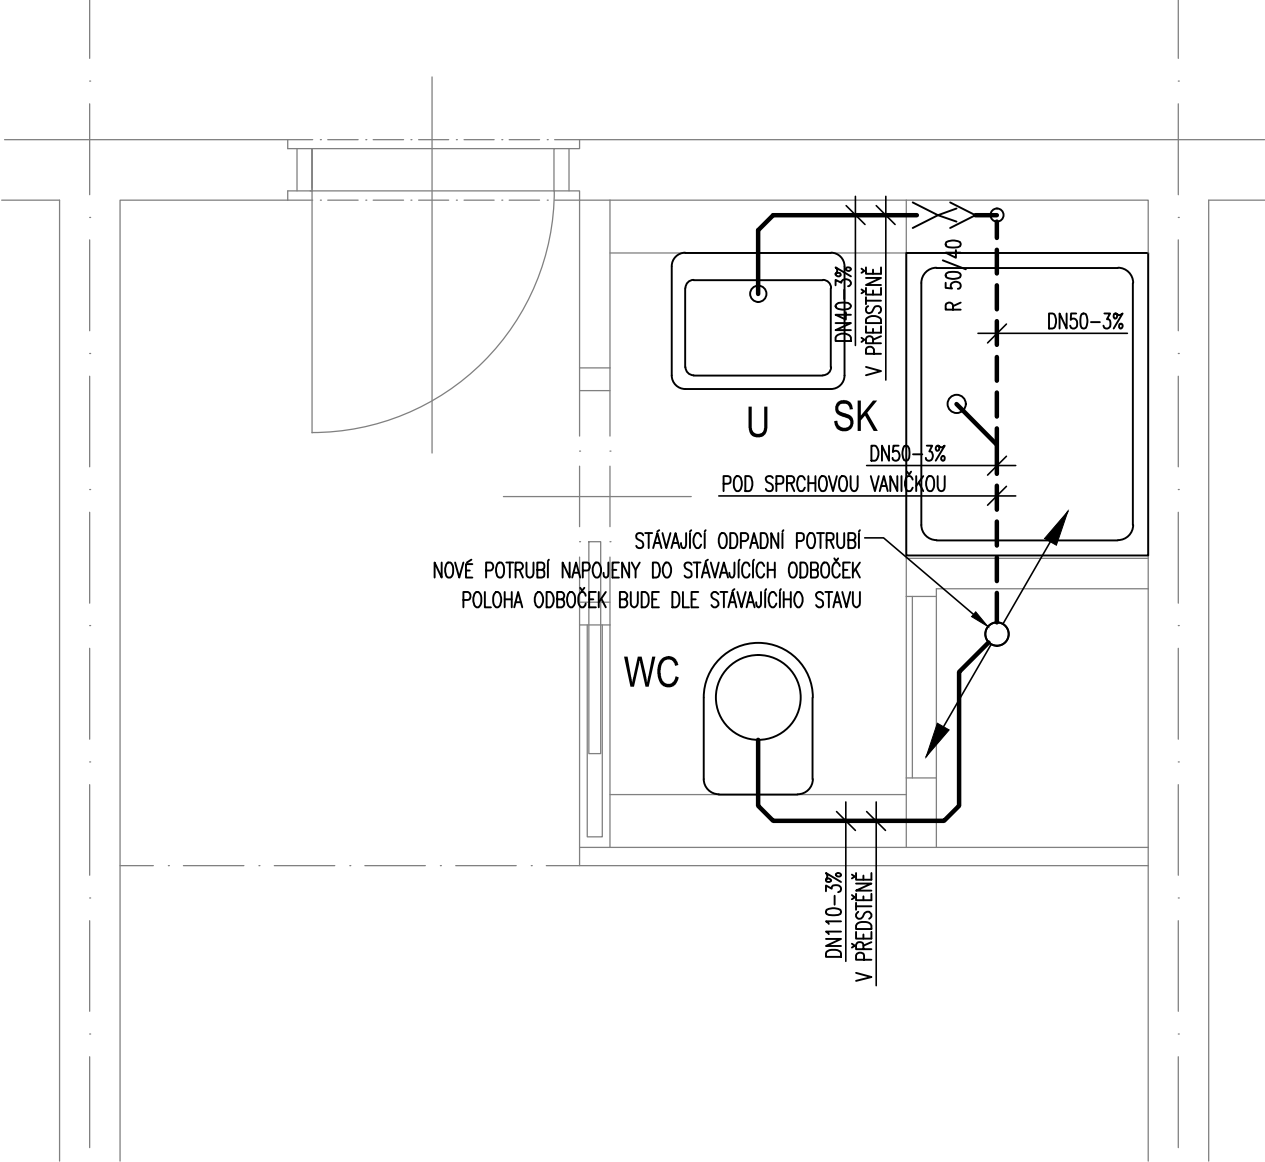 DN40-3%
V PŘEDSTĚNĚ
R 50/40
DN50-3%
U
SK
DN50-3%
POD SPRCHOVOU VANIČKOU
STÁVAJÍCÍ ODPADNÍ POTRUBÍ
NOVÉ POTRUBÍ NAPOJENY DO STÁVAJÍCÍCH ODBOČEK
POLOHA ODBOČEK BUDE DLE STÁVAJÍCÍHO STAVU
WC
DN110-3%
V PŘEDSTĚNĚ